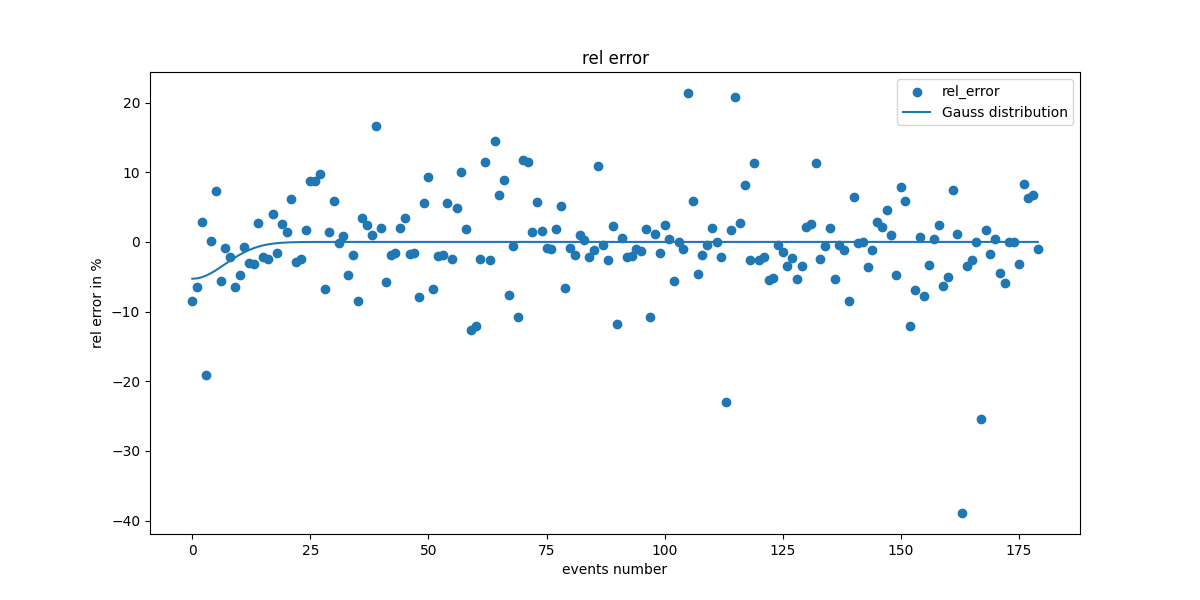 rel error
rel_error
Gauss distribution
rel error in %
20
10
0
−10
−20
−30
−40
0 25 50 75 100 125 150 175
events number